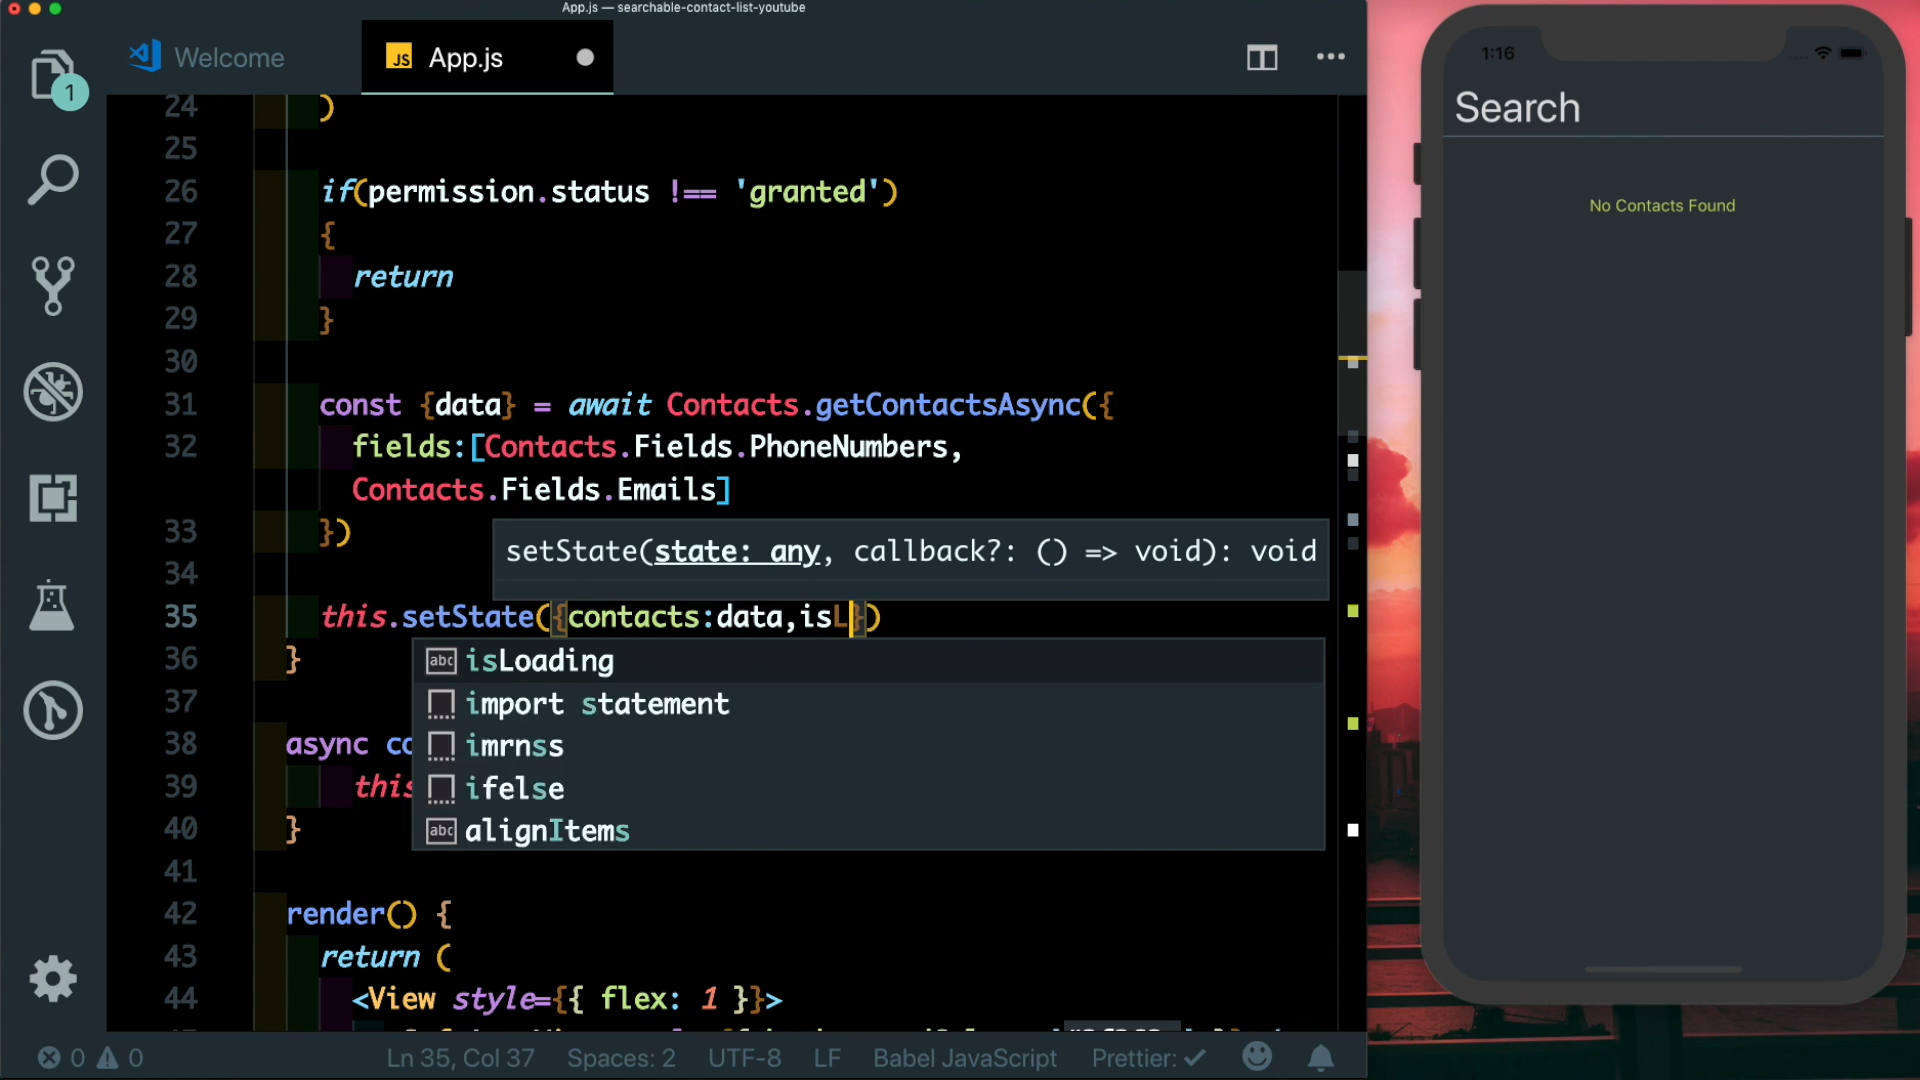 App.js — searchable-contact-list-youtube
Welcome
JS App.js
1
24 )
25
26 if(permission.status !== 'granted')
27 {
28 return
29 }
30
31 const {data} = await Contacts.getContactsAsync({
32 fields:[Contacts.Fields.PhoneNumbers,
Contacts.Fields.Emails]
33 })
setState(state: any, callback?: () => void): void
34
35 this.setState({contacts:data,isL})
36 }
abc isLoading
import statement
37
38 async co
imrnss
39 this
ifelse
40 }
abc alignItems
41
42 render() {
43 return (
44 <View style={{ flex: 1 }}>
0 0
Ln 35, Col 37
Spaces: 2
UTF-8
LF
Babel JavaScript
Prettier: ✓
1:16
Search
No Contacts Found